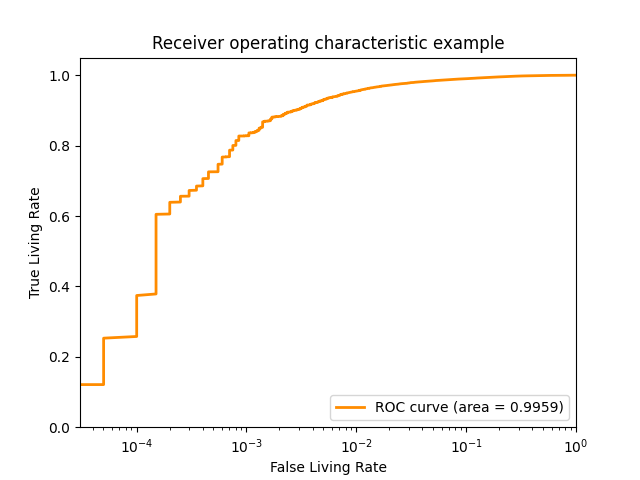 Receiver operating characteristic example
True Living Rate
1.0
0.8
0.6
0.4
0.2
0.0
10⁻⁴
10⁻³
10⁻²
10⁻¹
10⁰
False Living Rate
ROC curve (area = 0.9959)